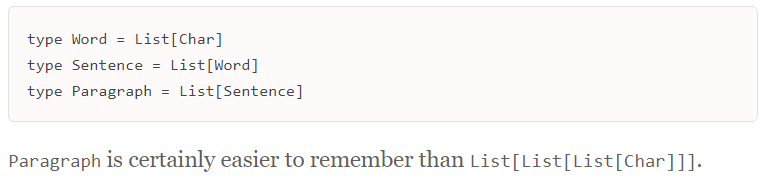 type Word = List[Char]
type Sentence = List[Word]
type Paragraph = List[Sentence]
Paragraph is certainly easier to remember than List[List[List[Char]]].